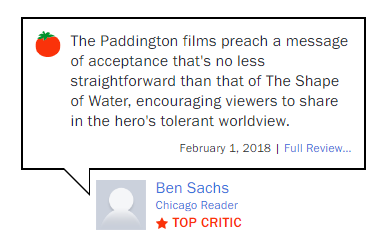 The Paddington films preach a message
of acceptance that's no less
straightforward than that of The Shape
of Water, encouraging viewers to share
in the hero's tolerant worldview.
February 1, 2018 | Full Review...
Ben Sachs
Chicago Reader
TOP CRITIC